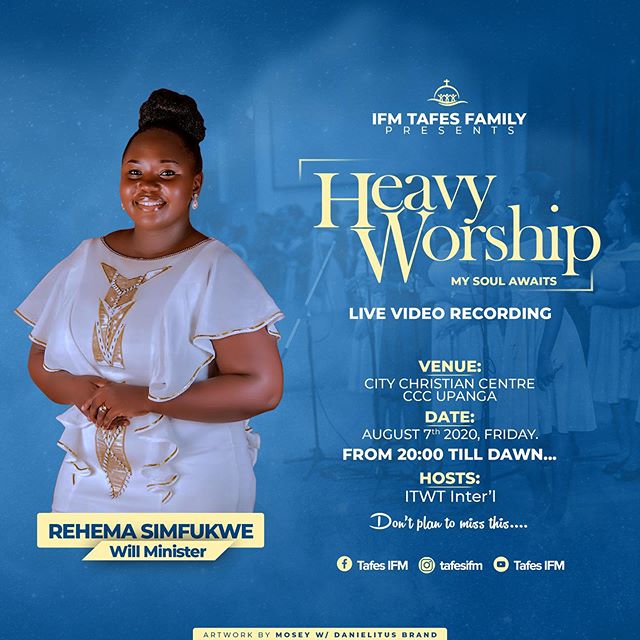 IFM TAFES FAMILY
PRESENTS
HEAVY
WORSHIP
MY SOUL AWAITS
LIVE VIDEO RECORDING
VENUE:
CITY CHRISTIAN CENTRE
CCC UPANGA
DATE:
AUGUST 7th 2020, FRIDAY.
FROM 20:00 TILL DAWN...
HOSTS:
ITWT Inter'l
Don't plan to miss this....
Tafes IFM tafesifm Tafes IFM
REHEMA SIMFUKWE
Will Minister
ARTWORK BY MOSEY W/ DANIELITUS BRAND